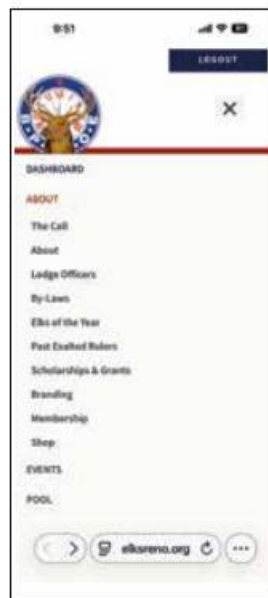 9:51
LOGOUT
B.P.O.E
DASHBOARD
ABOUT
The Call
About
Lodge Officers
By-Laws
Elks of the Year
Past Exalted Rulers
Scholarships & Grants
Branding
Membership
Shop
EVENTS
POOL
elksreno.org